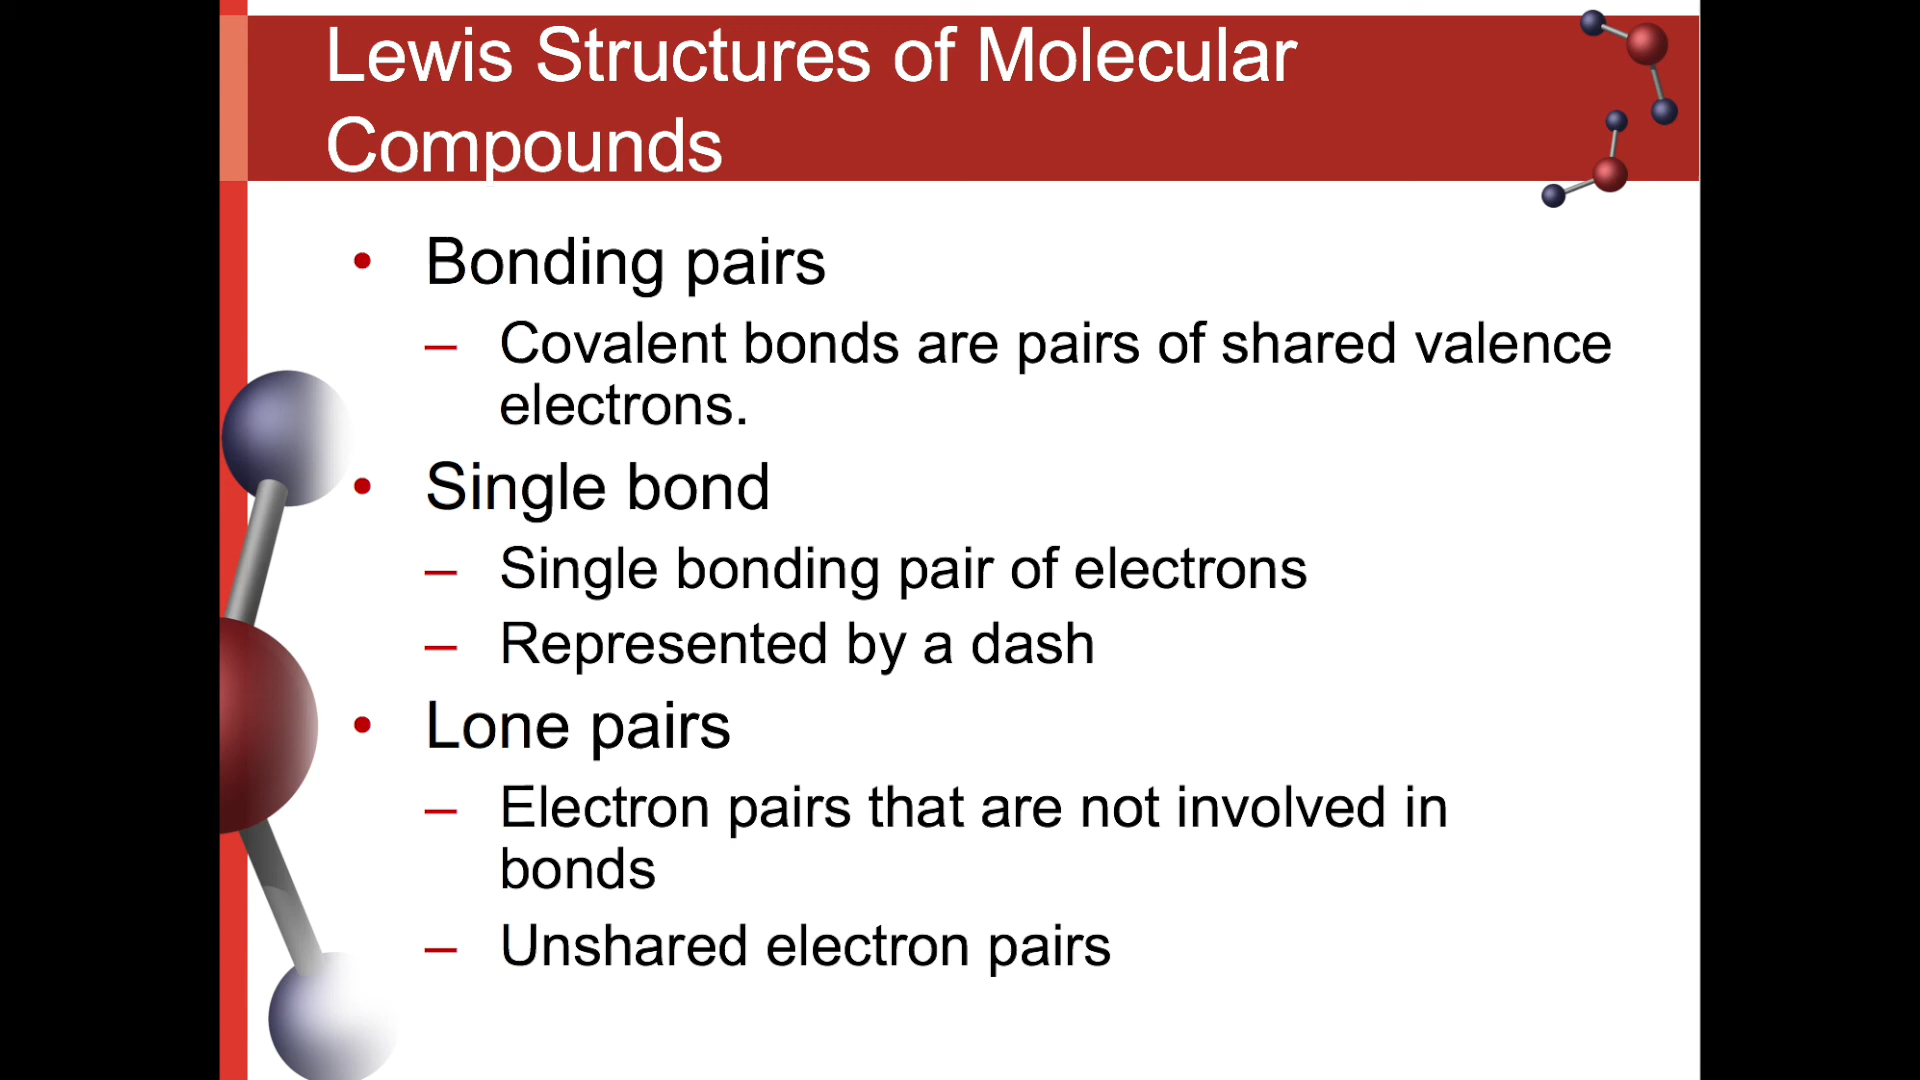 Lewis Structures of Molecular
Compounds
• Bonding pairs
– Covalent bonds are pairs of shared valence
electrons.
• Single bond
– Single bonding pair of electrons
– Represented by a dash
• Lone pairs
– Electron pairs that are not involved in
bonds
– Unshared electron pairs